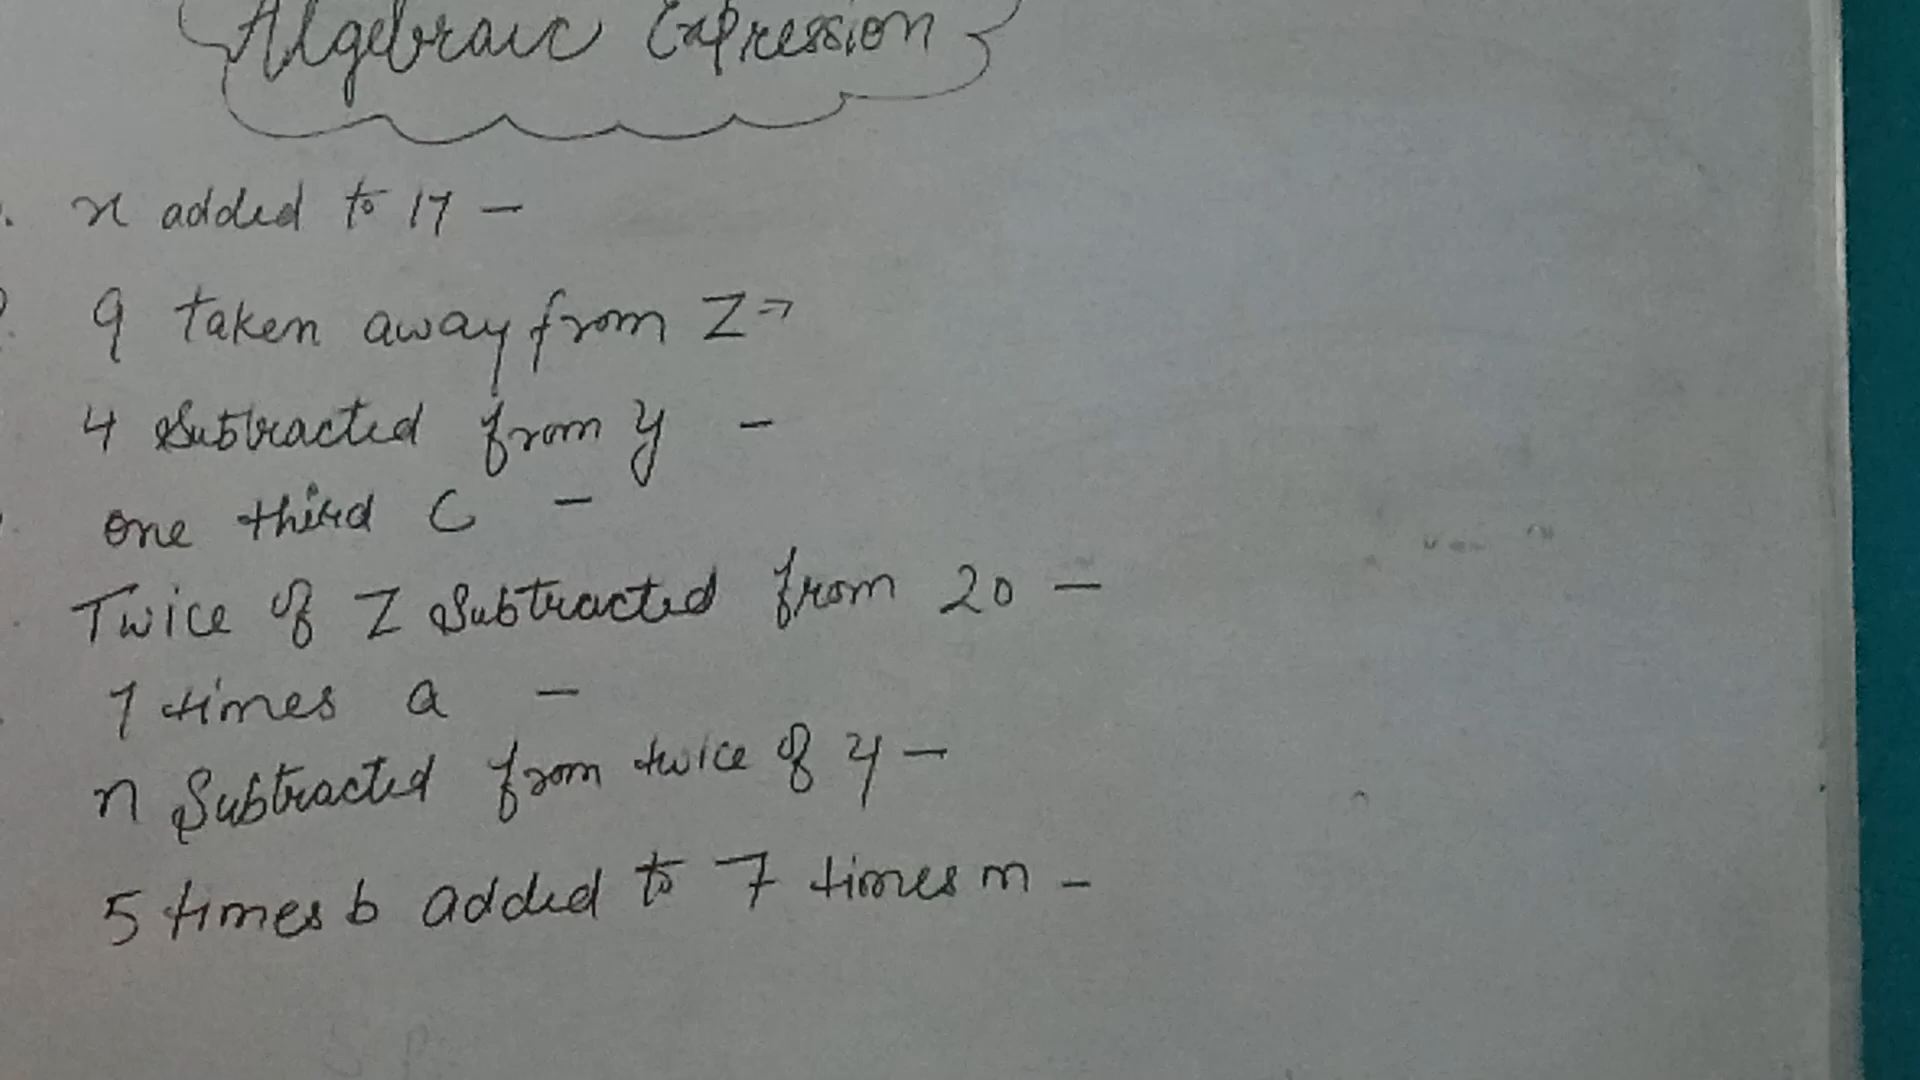 Algebraic Expression
x added to 17 -
9 taken away from Z =
4 Subtracted from y -
one third C -
Twice of Z Subtracted from 20 -
7 times a -
n Subtracted from twice of y -
5 times b added to 7 times m -